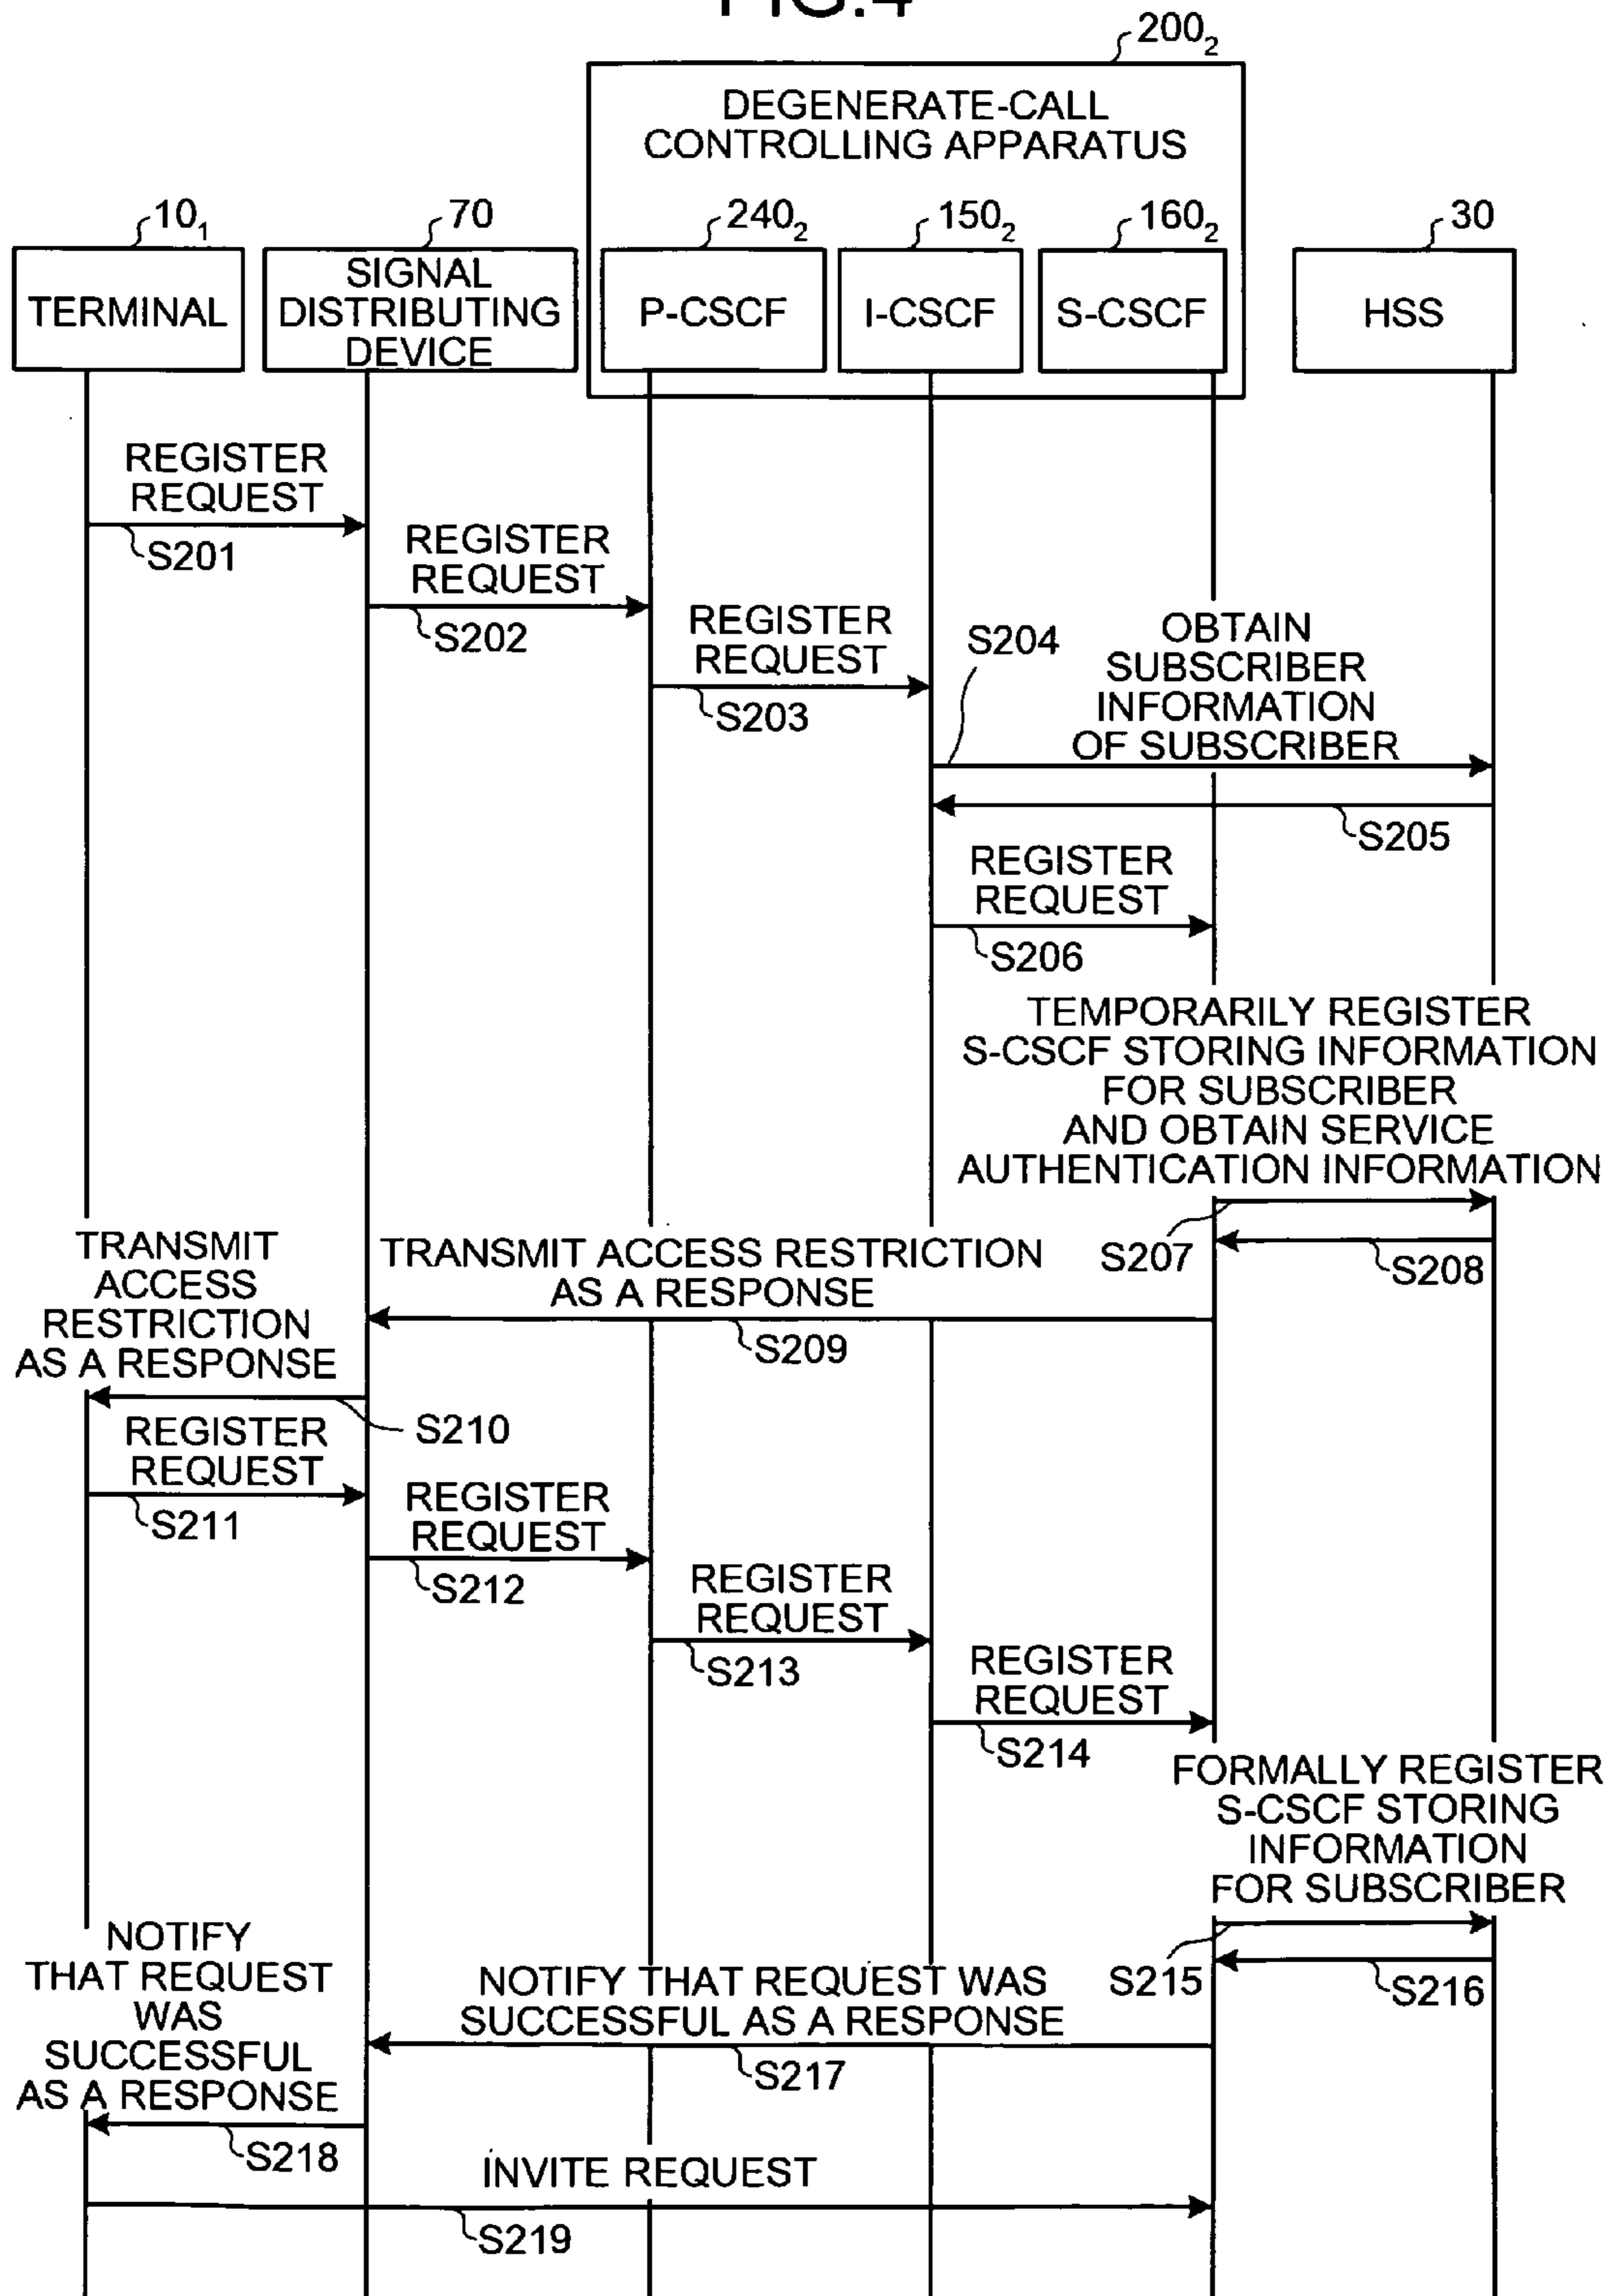 FIG.4
200₂
DEGENERATE-CALL
CONTROLLING APPARATUS
10₁
70
240₂
150₂
160₂
30
TERMINAL
SIGNAL
DISTRIBUTING
DEVICE
P-CSCF
I-CSCF
S-CSCF
HSS
REGISTER
REQUEST
S201
REGISTER
REQUEST
S202
REGISTER
REQUEST
S203
S204
OBTAIN
SUBSCRIBER
INFORMATION
OF SUBSCRIBER
S205
REGISTER
REQUEST
S206
TEMPORARILY REGISTER
S-CSCF STORING INFORMATION
FOR SUBSCRIBER
AND OBTAIN SERVICE
AUTHENTICATION INFORMATION
S207
S208
TRANSMIT ACCESS RESTRICTION
AS A RESPONSE
S209
TRANSMIT
ACCESS
RESTRICTION
AS A RESPONSE
S210
REGISTER
REQUEST
S211
REGISTER
REQUEST
S212
REGISTER
REQUEST
S213
REGISTER
REQUEST
S214
FORMALLY REGISTER
S-CSCF STORING
INFORMATION
FOR SUBSCRIBER
S215
S216
NOTIFY THAT REQUEST WAS
SUCCESSFUL AS A RESPONSE
S217
NOTIFY
THAT REQUEST
WAS
SUCCESSFUL
AS A RESPONSE
S218
INVITE REQUEST
S219